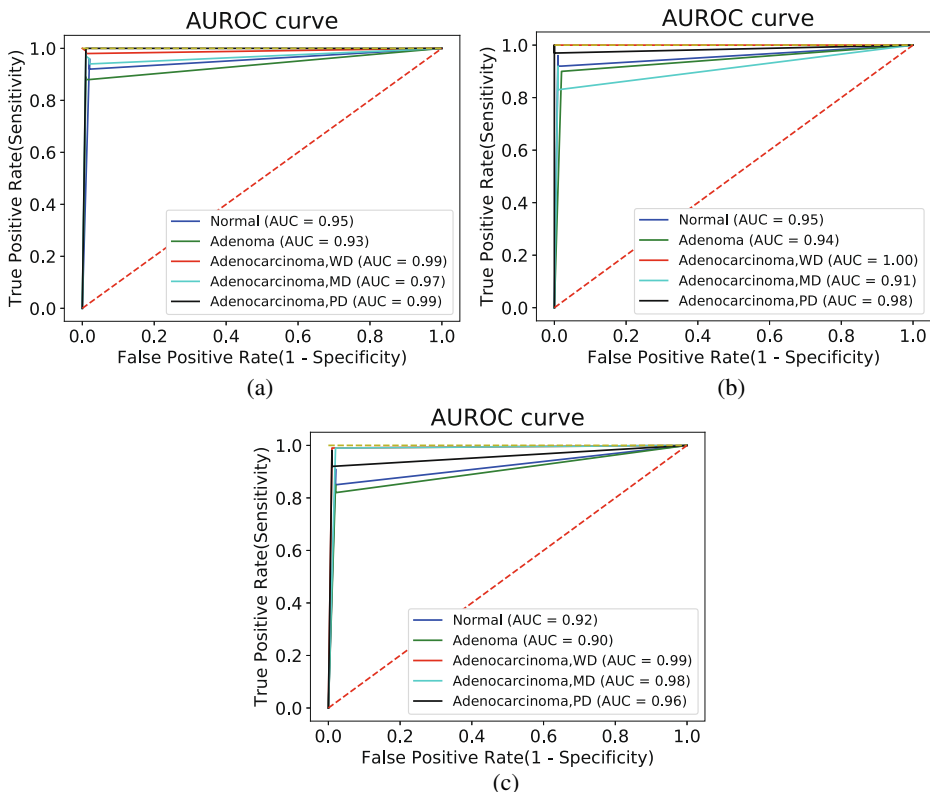 AUROC curve
True Positive Rate(Sensitivity)
1.0
0.8
0.6
0.4
0.2
0.0
Normal (AUC = 0.95)
Adenoma (AUC = 0.93)
Adenocarcinoma,WD (AUC = 0.99)
Adenocarcinoma,MD (AUC = 0.97)
Adenocarcinoma,PD (AUC = 0.99)
0.0 0.2 0.4 0.6 0.8 1.0
False Positive Rate(1 - Specificity)
(a)
AUROC curve
True Positive Rate(Sensitivity)
1.0
0.8
0.6
0.4
0.2
0.0
Normal (AUC = 0.95)
Adenoma (AUC = 0.94)
Adenocarcinoma,WD (AUC = 1.00)
Adenocarcinoma,MD (AUC = 0.91)
Adenocarcinoma,PD (AUC = 0.98)
0.0 0.2 0.4 0.6 0.8 1.0
False Positive Rate(1 - Specificity)
(b)
AUROC curve
True Positive Rate(Sensitivity)
1.0
0.8
0.6
0.4
0.2
0.0
Normal (AUC = 0.92)
Adenoma (AUC = 0.90)
Adenocarcinoma,WD (AUC = 0.99)
Adenocarcinoma,MD (AUC = 0.98)
Adenocarcinoma,PD (AUC = 0.96)
0.0 0.2 0.4 0.6 0.8 1.0
False Positive Rate(1 - Specificity)
(c)